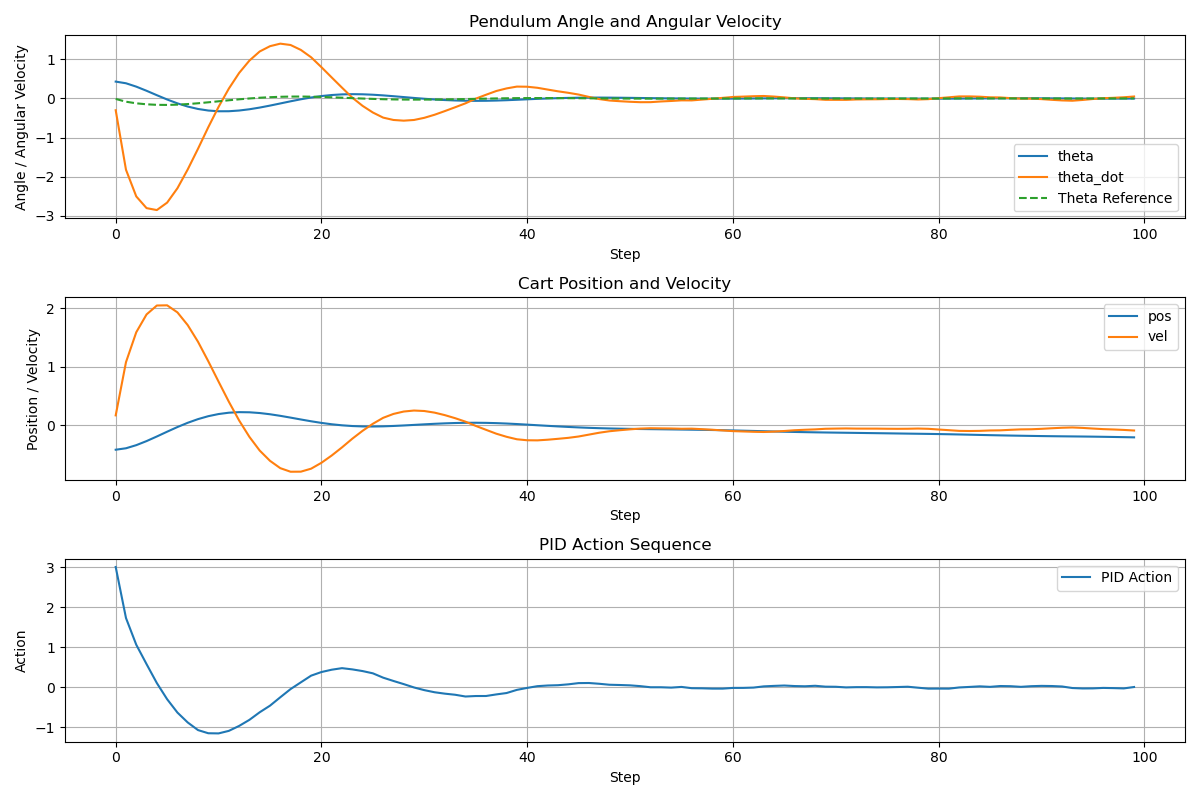 Pendulum Angle and Angular Velocity
Angle / Angular Velocity
1
0
−1
−2
−3
theta
theta_dot
Theta Reference
0 20 40 60 80 100
Step
Cart Position and Velocity
Position / Velocity
2
1
0
pos
vel
0 20 40 60 80 100
Step
PID Action Sequence
Action
3
2
1
0
−1
PID Action
0 20 40 60 80 100
Step